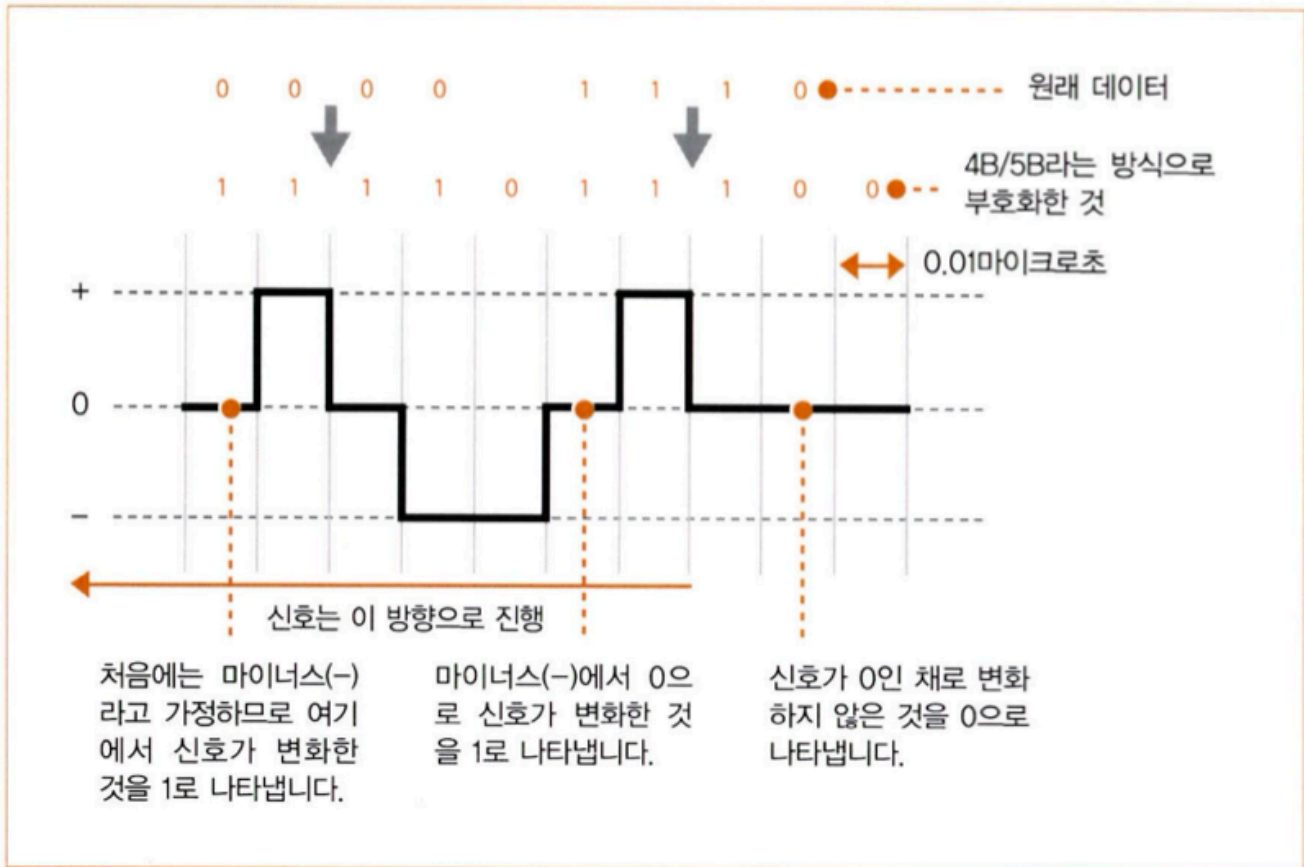 0 0 0 0 1 1 1 0
원래 데이터
1 1 1 1 0 1 1 1 0 0
4B/5B라는 방식으로
부호화한 것
0.01마이크로초
+
0
−
신호는 이 방향으로 진행
처음에는 마이너스(−)
라고 가정하므로 여기
에서 신호가 변화한
것을 1로 나타냅니다.
마이너스(−)에서 0으
로 신호가 변화한 것
을 1로 나타냅니다.
신호가 0인 채로 변화
하지 않은 것을 0으로
나타냅니다.